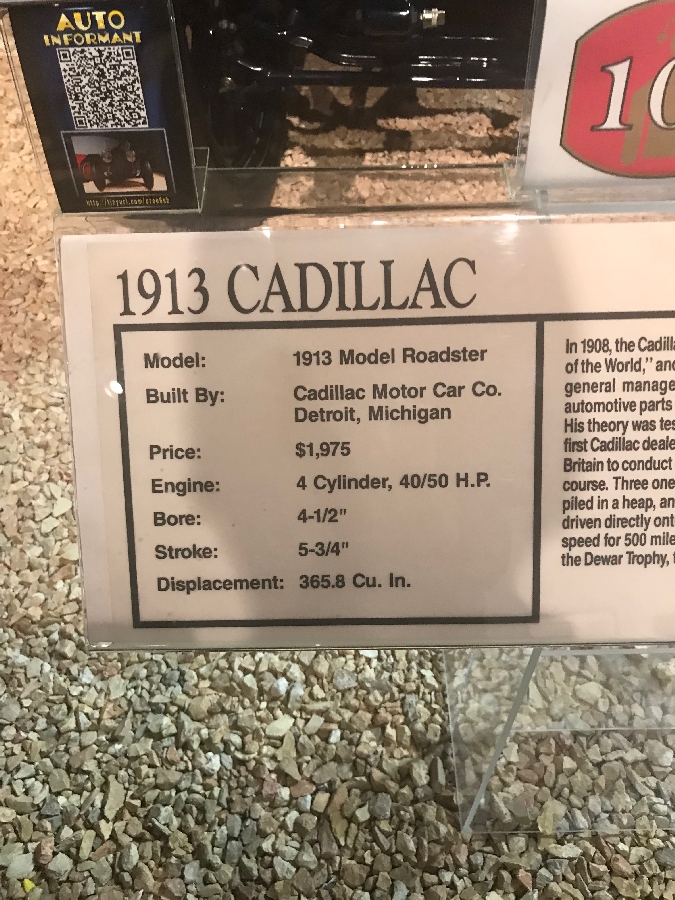 AUTO
INFORMANT
10
1913 CADILLAC
Model: 1913 Model Roadster
Built By: Cadillac Motor Car Co.
Detroit, Michigan
Price: $1,975
Engine: 4 Cylinder, 40/50 H.P.
Bore: 4-1/2"
Stroke: 5-3/4"
Displacement: 365.8 Cu. In.
In 1908, the Cadill
of the World," and
general manage
automotive parts
His theory was tes
first Cadillac deale
Britain to conduct
course. Three one
piled in a heap, an
driven directly ont
speed for 500 mile
the Dewar Trophy,